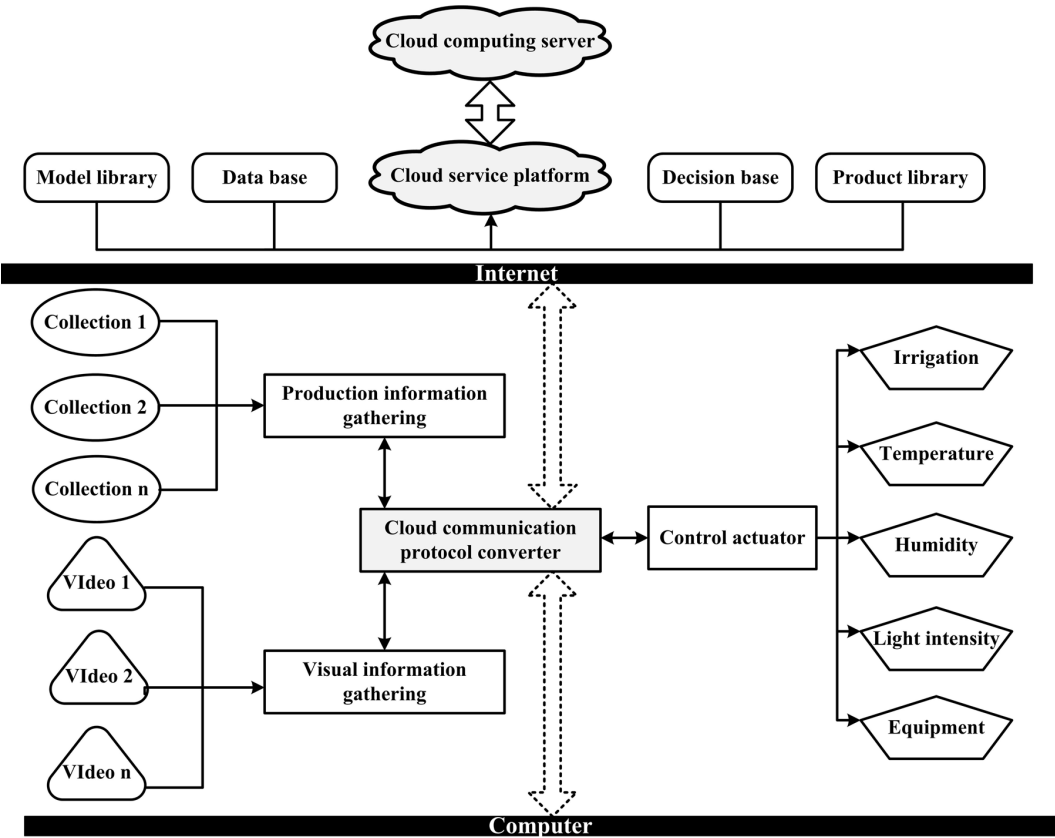 Cloud computing server
Model library
Data base
Cloud service platform
Decision base
Product library
Internet
Collection 1
Collection 2
Collection n
Production information
gathering
Irrigation
Temperature
Cloud communication
protocol converter
Control actuator
Humidity
VIdeo 1
VIdeo 2
VIdeo n
Visual information
gathering
Light intensity
Equipment
Computer